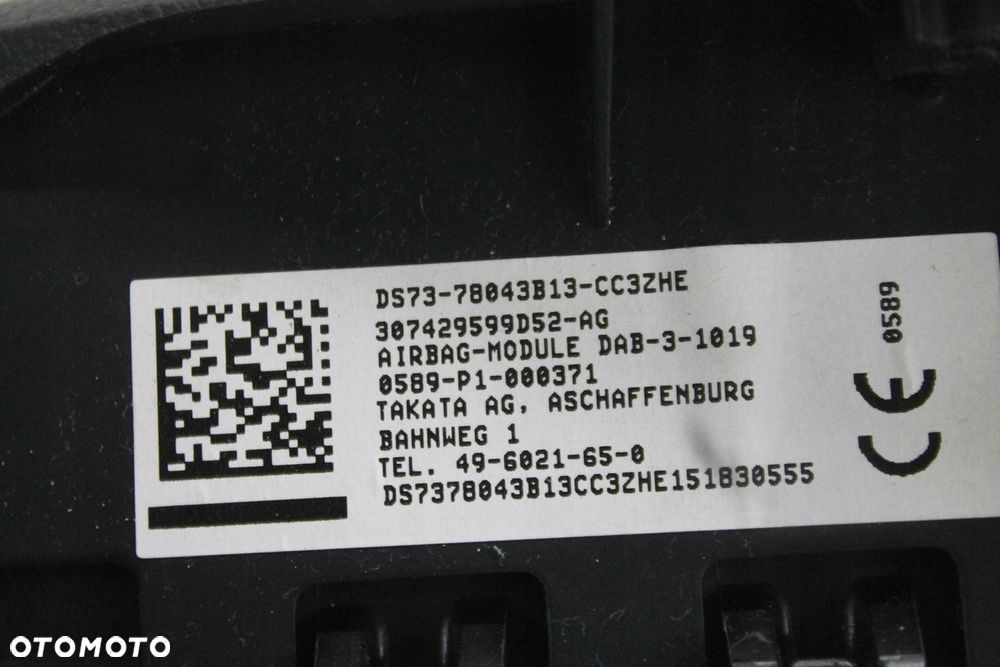 DS73-78043B13-CC3ZHE
307429599D52-AG
AIRBAG-MODULE DAB-3-1019
0589-P1-000371
TAKATA AG, ASCHAFFENBURG
BAHNWEG 1
TEL. 49-6021-65-0
DS7378043B13CC3ZHE151830555
CE 0589
OTOMOTO